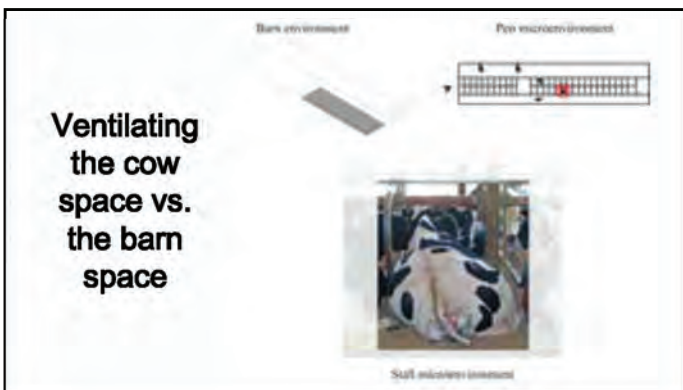 Barn environment
Pen microenvironment
Ventilating
the cow
space vs.
the barn
space
Stall microenvironment